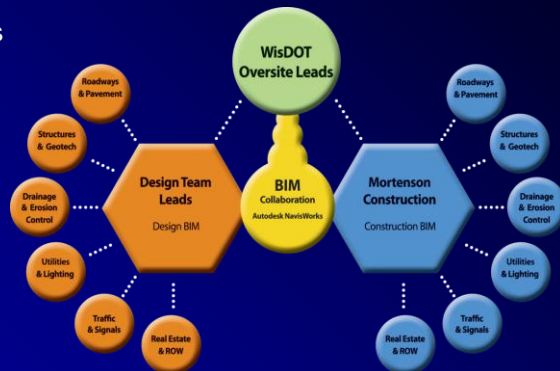 s
WisDOT
Oversite Leads
Roadways
& Pavement
Structures
& Geotech
Drainage
& Erosion
Control
Utilities
& Lighting
Traffic
& Signals
Real Estate
& ROW
Design Team
Leads
Design BIM
BIM
Collaboration
Autodesk NavisWorks
Mortenson
Construction
Construction BIM
Roadways
& Pavement
Structures
& Geotech
Drainage
& Erosion
Control
Utilities
& Lighting
Traffic
& Signals
Real Estate
& ROW